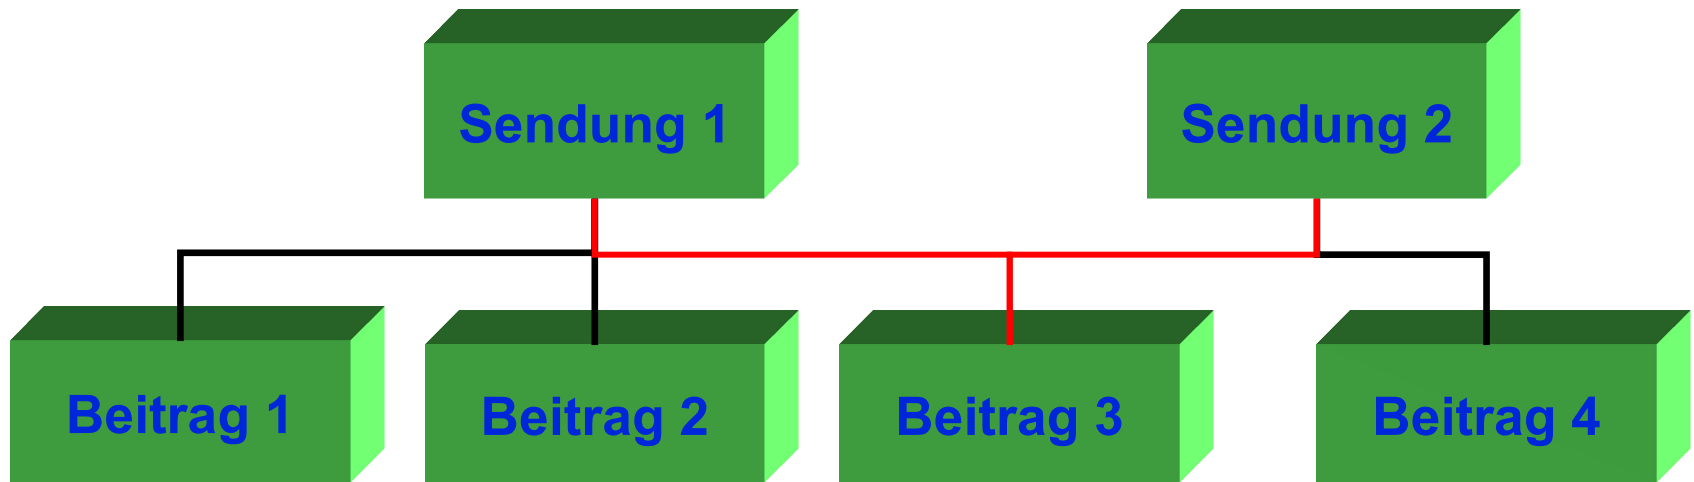 Sendung 1
Sendung 2
Beitrag 1
Beitrag 2
Beitrag 3
Beitrag 4